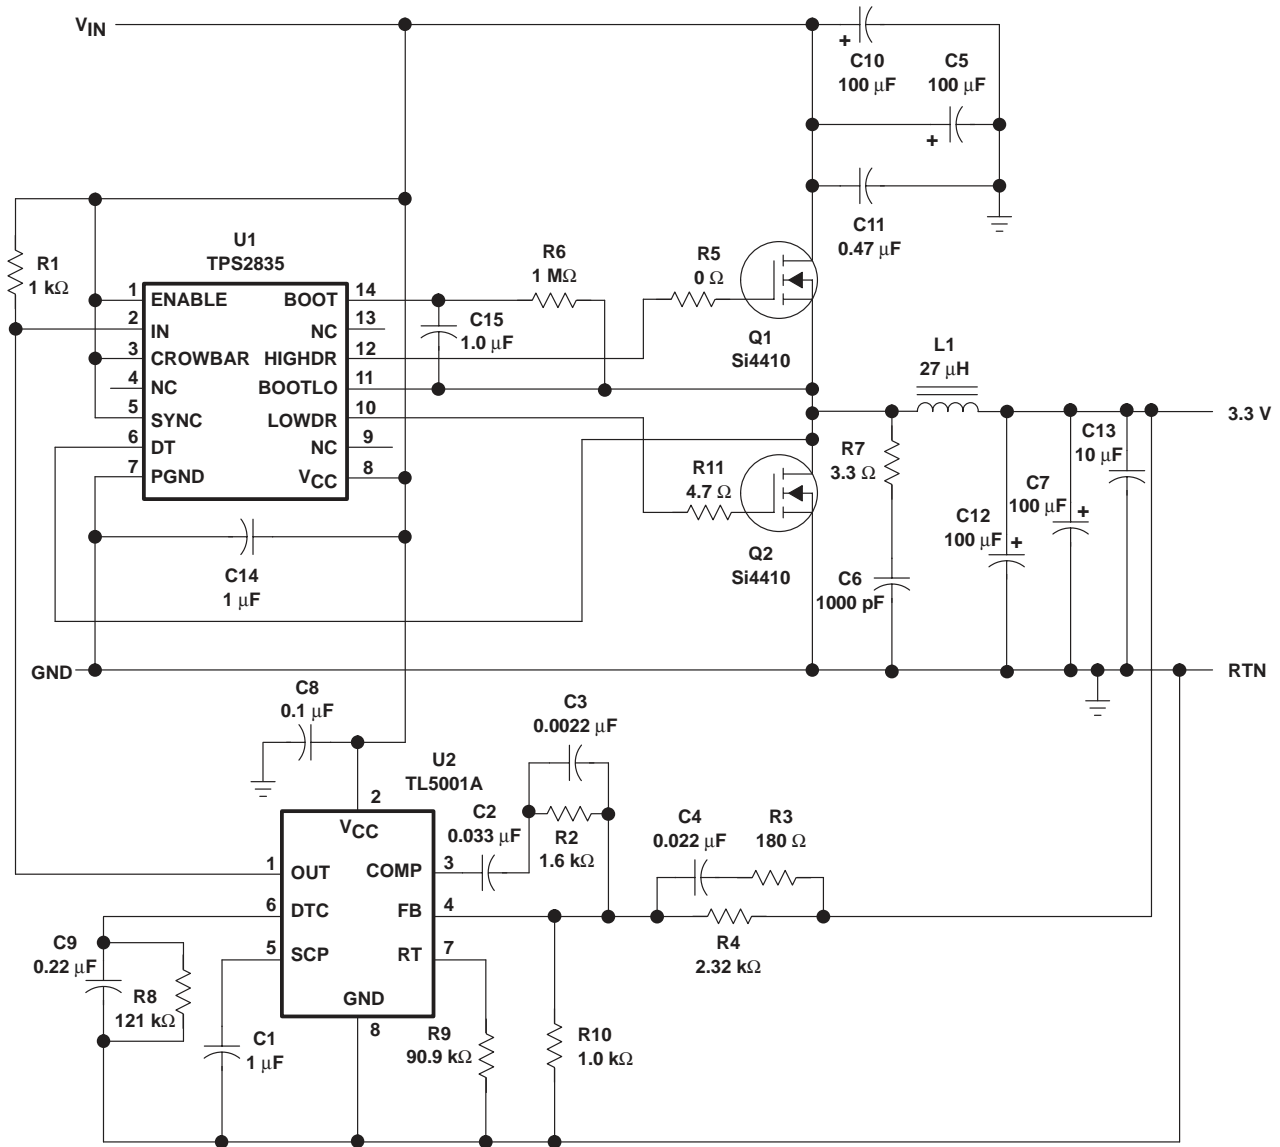 VIN
C10
100 µF
C5
100 µF
+
+
C11
0.47 µF
U1
TPS2835
R1
1 kΩ
R6
1 MΩ
R5
0 Ω
C15
1.0 µF
1 ENABLE BOOT 14
2 IN NC 13
3 CROWBAR HIGHDR 12
4 NC BOOTLO 11
5 SYNC LOWDR 10
6 DT NC 9
7 PGND VCC 8
Q1
Si4410
L1
27 µH
3.3 V
R7
3.3 Ω
C13
10 µF
R11
4.7 Ω
C7
100 µF
+
C12
100 µF
+
Q2
Si4410
C14
1 µF
C6
1000 pF
GND
RTN
C8
0.1 µF
C3
0.0022 µF
U2
TL5001A
2
VCC
C2
0.033 µF
R2
1.6 kΩ
C4
0.022 µF
R3
180 Ω
1 OUT COMP 3
6 DTC FB 4
5 SCP RT 7
GND
8
R4
2.32 kΩ
C9
0.22 µF
R8
121 kΩ
C1
1 µF
R9
90.9 kΩ
R10
1.0 kΩ